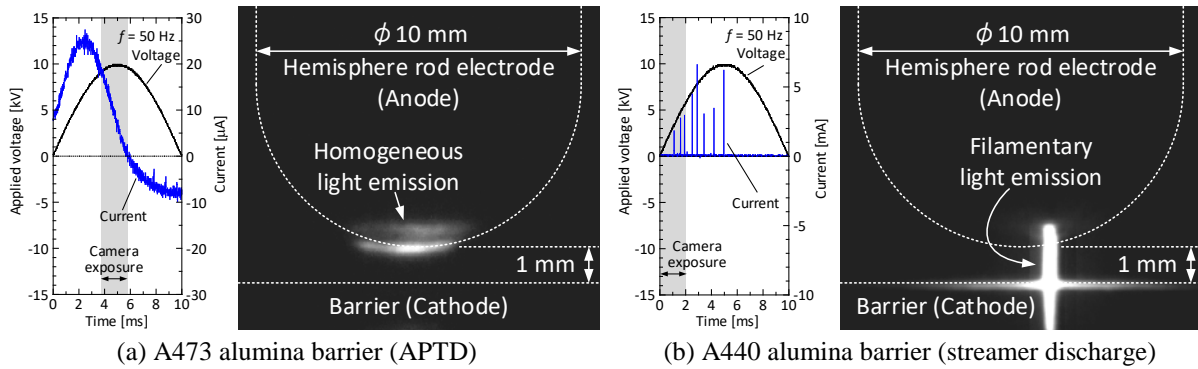 15
10
5
0
-5
-10
-15
Applied voltage [kV]
f = 50 Hz
Voltage
Current
Camera
exposure
30
20
10
0
-10
-20
-30
Current [μA]
0 2 4 6 8 10
Time [ms]
ϕ 10 mm
Hemisphere rod electrode
(Anode)
Homogeneous
light emission
1 mm
Barrier (Cathode)
(a) A473 alumina barrier (APTD)
15
10
5
0
-5
-10
-15
Applied voltage [kV]
f = 50 Hz
Voltage
Current
Camera
exposure
10
5
0
-5
-10
Current [mA]
0 2 4 6 8 10
Time [ms]
ϕ 10 mm
Hemisphere rod electrode
(Anode)
Filamentary
light emission
1 mm
Barrier (Cathode)
(b) A440 alumina barrier (streamer discharge)